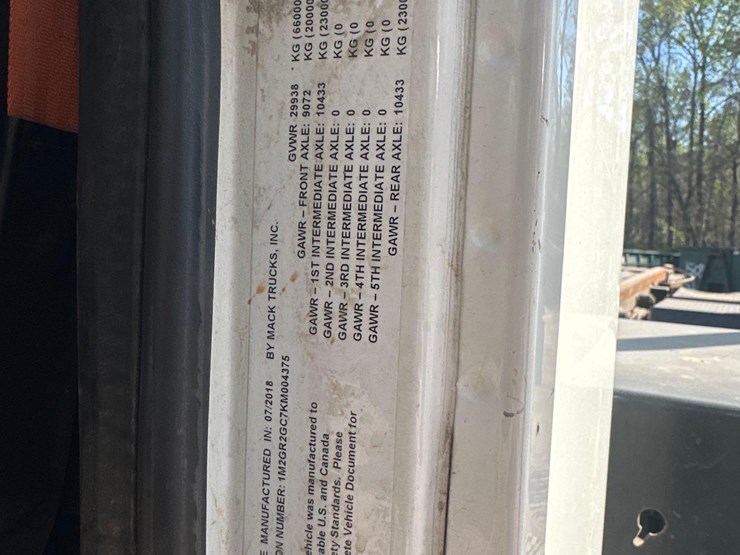 E MANUFACTURED IN: 07/2018 BY MACK TRUCKS, INC.
ON NUMBER: 1M2GR2GC7KM004375
GVWR 29938 KG (66000
GAWR – FRONT AXLE: 9072 KG (20000
GAWR – 1ST INTERMEDIATE AXLE: 10433 KG (23000
GAWR – 2ND INTERMEDIATE AXLE: 0 KG (0
GAWR – 3RD INTERMEDIATE AXLE: 0 KG (0
GAWR – 4TH INTERMEDIATE AXLE: 0 KG (0
GAWR – 5TH INTERMEDIATE AXLE: 0 KG (0
GAWR – REAR AXLE: 10433 KG (2300
ehicle was manufactured to
able U.S. and Canada
ty Standards. Please
ete Vehicle Document for